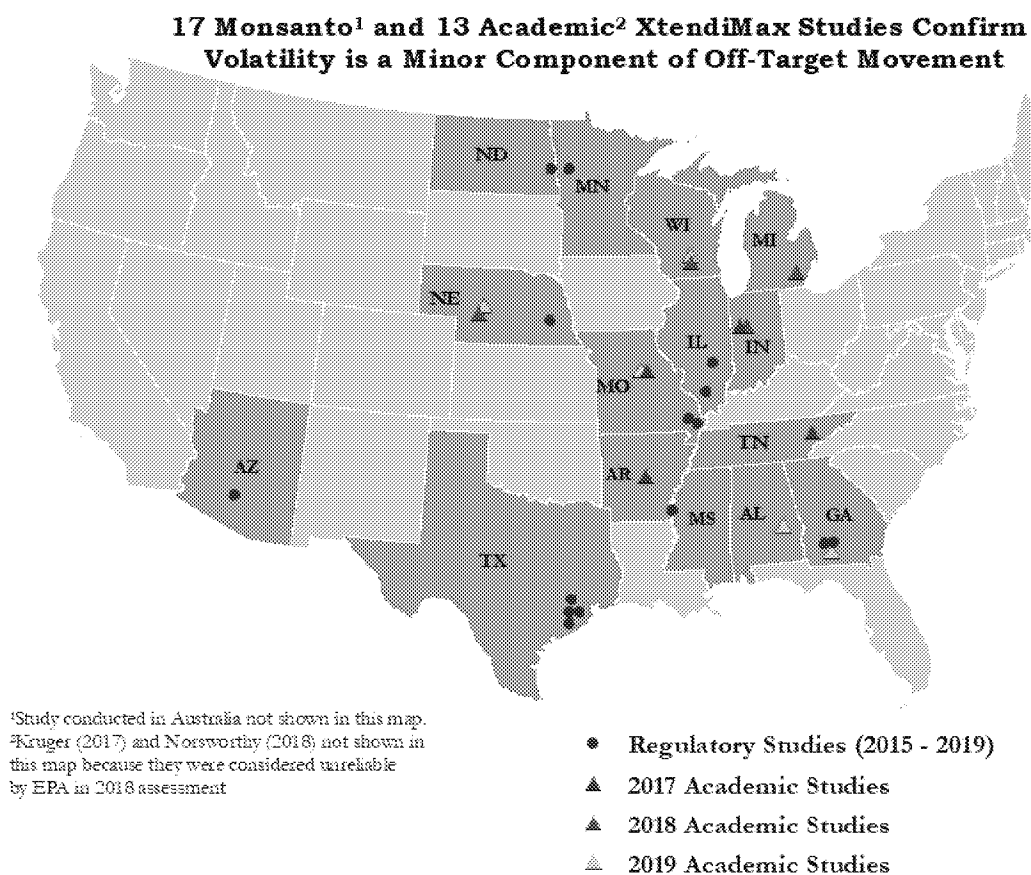 17 Monsanto¹ and 13 Academic² XtendiMax Studies Confirm
Volatility is a Minor Component of Off-Target Movement
ND
MN
WI
MI
NE
IL
IN
MO
TN
AZ
AR
MS
AL
GA
TX
¹Study conducted in Australia not shown in this map.
²Kruger (2017) and Norsworthy (2018) not shown in
this map because they were considered unreliable
by EPA in 2018 assessment
Regulatory Studies (2015 - 2019)
2017 Academic Studies
2018 Academic Studies
2019 Academic Studies